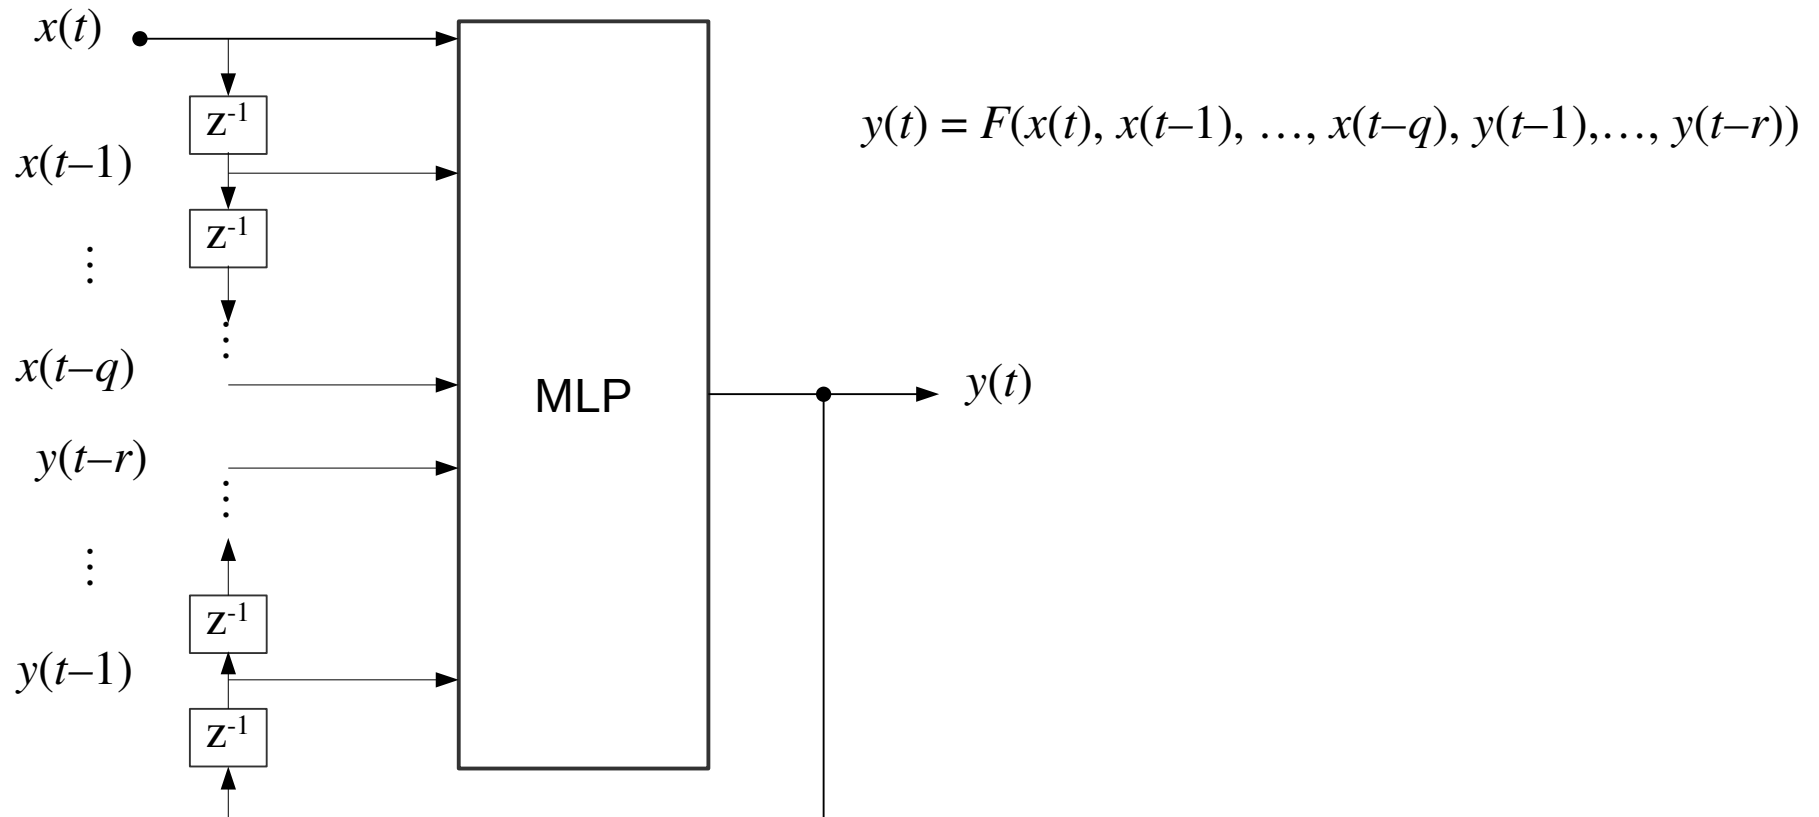 x(t)
z⁻¹
y(t) = F(x(t), x(t–1), …, x(t–q), y(t–1),…, y(t–r))
x(t–1)
z⁻¹
⋮
⋮
x(t–q)
MLP
y(t)
y(t–r)
⋮
⋮
z⁻¹
y(t–1)
z⁻¹